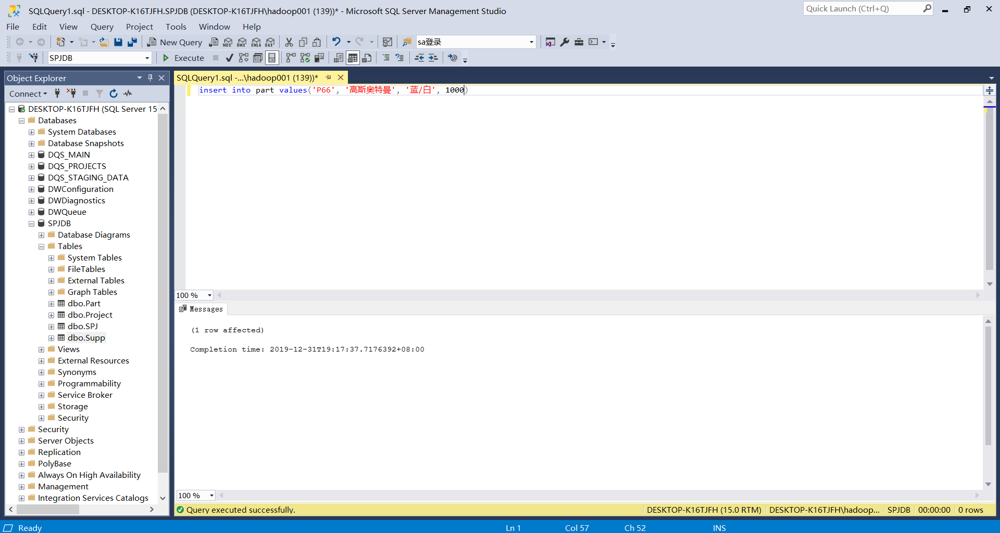 SQLQuery1.sql - DESKTOP-K16TJFH.SPJDB (DESKTOP-K16TJFH\hadoop001 (139))* - Microsoft SQL Server Management Studio
Quick Launch (Ctrl+Q)
File Edit View Query Project Tools Window Help
New Query MDX DMX XMLA DAX sa登录
SPJDB Execute
Object Explorer
SQLQuery1.sql -...\hadoop001 (139))*
Connect
insert into part values('P66', '高斯奥特曼', '蓝/白', 1000)
DESKTOP-K16TJFH (SQL Server 15
Databases
System Databases
Database Snapshots
DQS_MAIN
DQS_PROJECTS
DQS_STAGING_DATA
DWConfiguration
DWDiagnostics
DWQueue
SPJDB
Database Diagrams
Tables
System Tables
FileTables
External Tables
Graph Tables
dbo.Part
dbo.Project
dbo.SPJ
dbo.Supp
Views
External Resources
Synonyms
Programmability
Service Broker
Storage
Security
Security
Server Objects
Replication
PolyBase
Always On High Availability
Management
Integration Services Catalogs
100 %
Messages
(1 row affected)
Completion time: 2019-12-31T19:17:37.7176392+08:00
100 %
Query executed successfully. DESKTOP-K16TJFH (15.0 RTM) DESKTOP-K16TJFH\hadoop... SPJDB 00:00:00 0 rows
Ready Ln 1 Col 57 Ch 52 INS